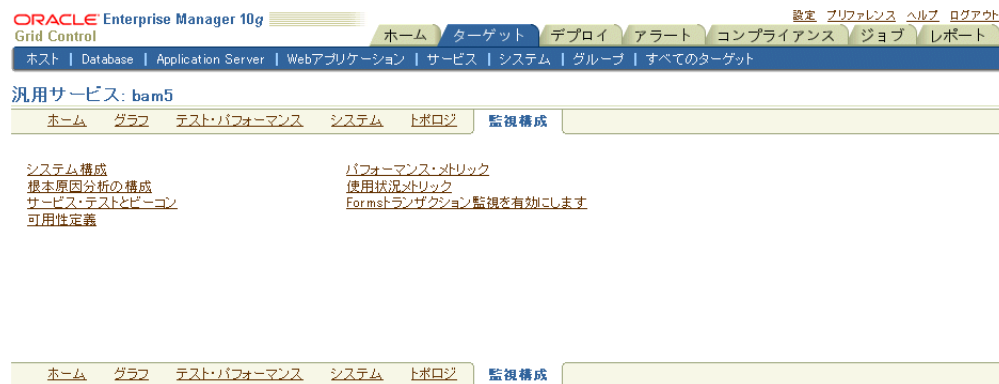 ORACLE Enterprise Manager 10g
Grid Control
設定 プリファレンス ヘルプ ログアウト
ホーム ターゲット デプロイ アラート コンプライアンス ジョブ レポート
ホスト | Database | Application Server | Webアプリケーション | サービス | システム | グループ | すべてのターゲット
汎用サービス: bam5
ホーム グラフ テスト・パフォーマンス システム トポロジ 監視構成
システム構成
根本原因分析の構成
サービス・テストとビーコン
可用性定義
パフォーマンス・メトリック
使用状況メトリック
Formsトランザクション監視を有効にします
ホーム グラフ テスト・パフォーマンス システム トポロジ 監視構成